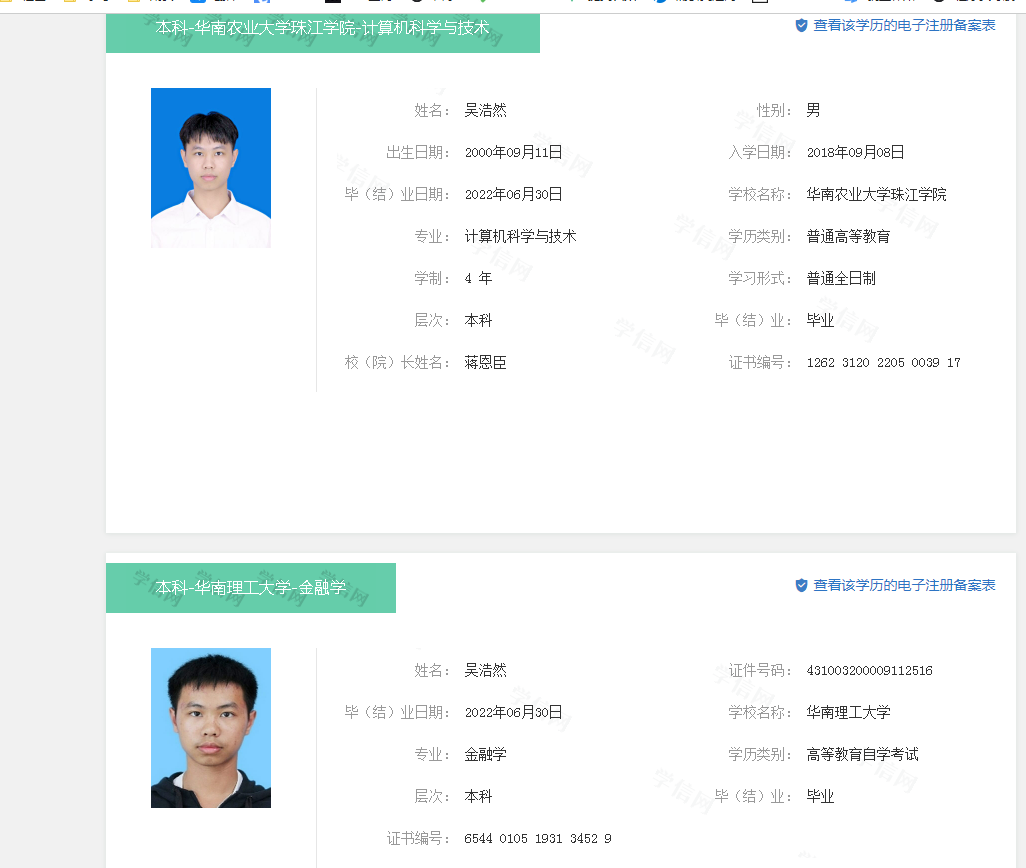 本科-华南农业大学珠江学院-计算机科学与技术
查看该学历的电子注册备案表
姓名： 吴浩然 性别： 男
出生日期： 2000年09月11日 入学日期： 2018年09月08日
毕（结）业日期： 2022年06月30日 学校名称： 华南农业大学珠江学院
专业： 计算机科学与技术 学历类别： 普通高等教育
学制： 4 年 学习形式： 普通全日制
层次： 本科 毕（结）业： 毕业
校（院）长姓名： 蒋恩臣 证书编号： 1262 3120 2205 0039 17
本科-华南理工大学-金融学
查看该学历的电子注册备案表
姓名： 吴浩然 证件号码： 431003200009112516
毕（结）业日期： 2022年06月30日 学校名称： 华南理工大学
专业： 金融学 学历类别： 高等教育自学考试
层次： 本科 毕（结）业： 毕业
证书编号： 6544 0105 1931 3452 9
学信网